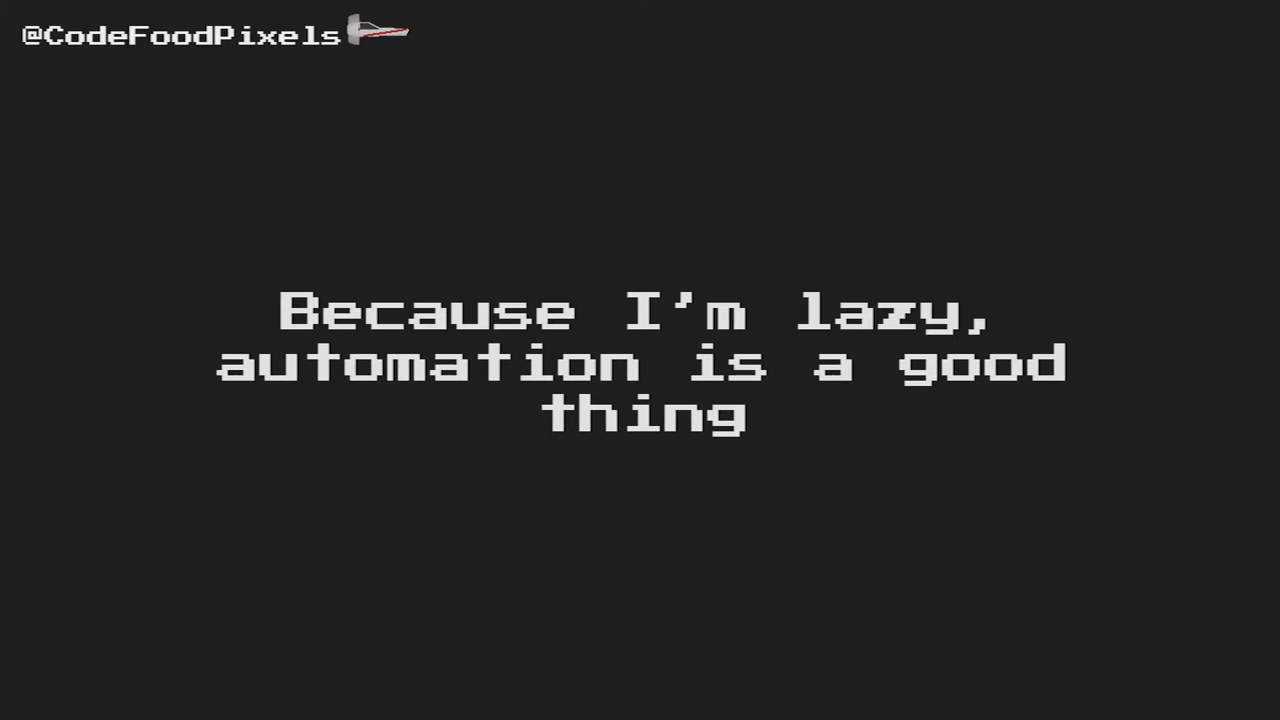 @CodeFoodPixels
Because I'm lazy,
automation is a good
thing